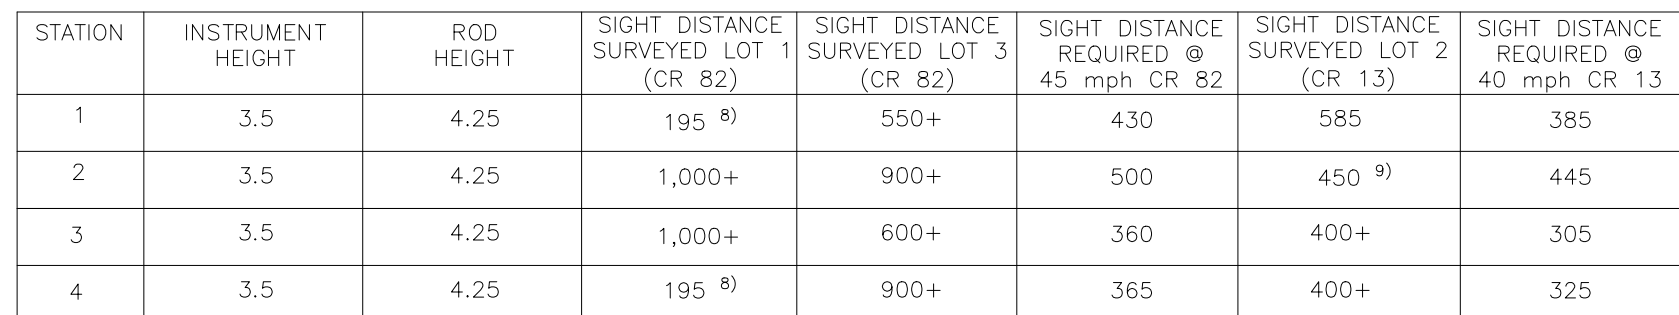 STATION
INSTRUMENT
HEIGHT
ROD
HEIGHT
SIGHT DISTANCE
SURVEYED LOT 1
(CR 82)
SIGHT DISTANCE
SURVEYED LOT 3
(CR 82)
SIGHT DISTANCE
REQUIRED @
45 mph CR 82
SIGHT DISTANCE
SURVEYED LOT 2
(CR 13)
SIGHT DISTANCE
REQUIRED @
40 mph CR 13
1 3.5 4.25 195 8) 550+ 430 585 385
2 3.5 4.25 1,000+ 900+ 500 450 9) 445
3 3.5 4.25 1,000+ 600+ 360 400+ 305
4 3.5 4.25 195 8) 900+ 365 400+ 325